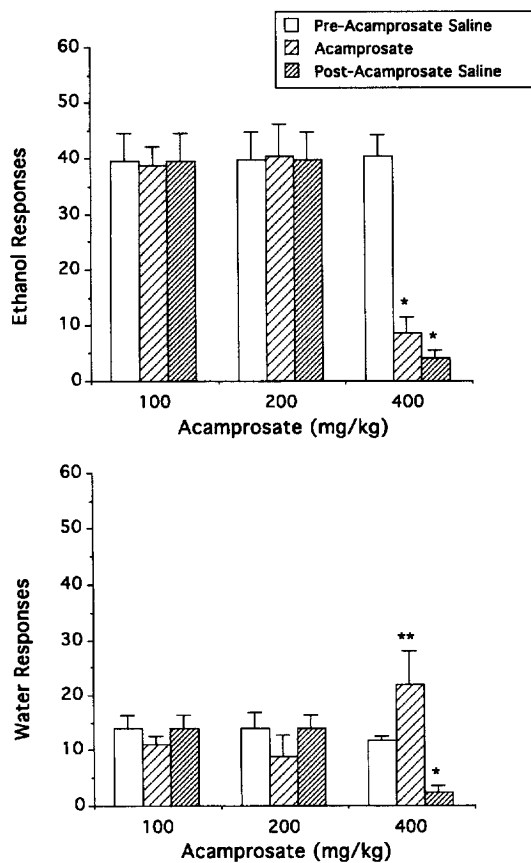 Pre-Acamprosate Saline
Acamprosate
Post-Acamprosate Saline
60
50
40
30
20
10
0
Ethanol Responses
*
*
100 200 400
Acamprosate (mg/kg)
60
50
40
30
20
10
0
Water Responses
**
*
100 200 400
Acamprosate (mg/kg)